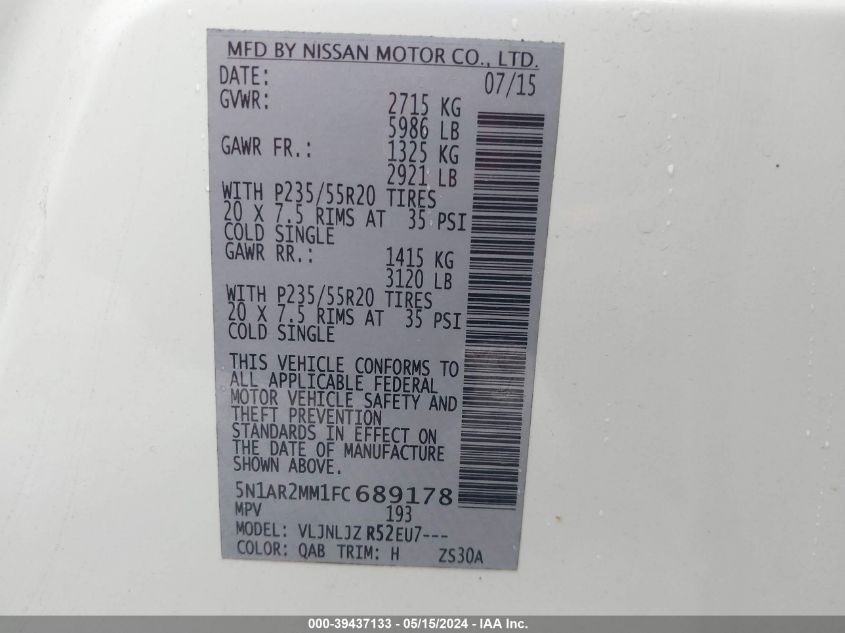 MFD BY NISSAN MOTOR CO., LTD.
DATE: 07/15
GVWR: 2715 KG
5986 LB
GAWR FR.: 1325 KG
2921 LB
WITH P235/55R20 TIRES
20 X 7.5 RIMS AT 35 PSI
COLD SINGLE
GAWR RR.: 1415 KG
3120 LB
WITH P235/55R20 TIRES
20 X 7.5 RIMS AT 35 PSI
COLD SINGLE
THIS VEHICLE CONFORMS TO
ALL APPLICABLE FEDERAL
MOTOR VEHICLE SAFETY AND
THEFT PREVENTION
STANDARDS IN EFFECT ON
THE DATE OF MANUFACTURE
SHOWN ABOVE.
5N1AR2MM1FC689178
MPV 193
MODEL: VLJNLJZ R52EU7---
COLOR: QAB TRIM: H ZS30A
000-39437133 - 05/15/2024 - IAA Inc.